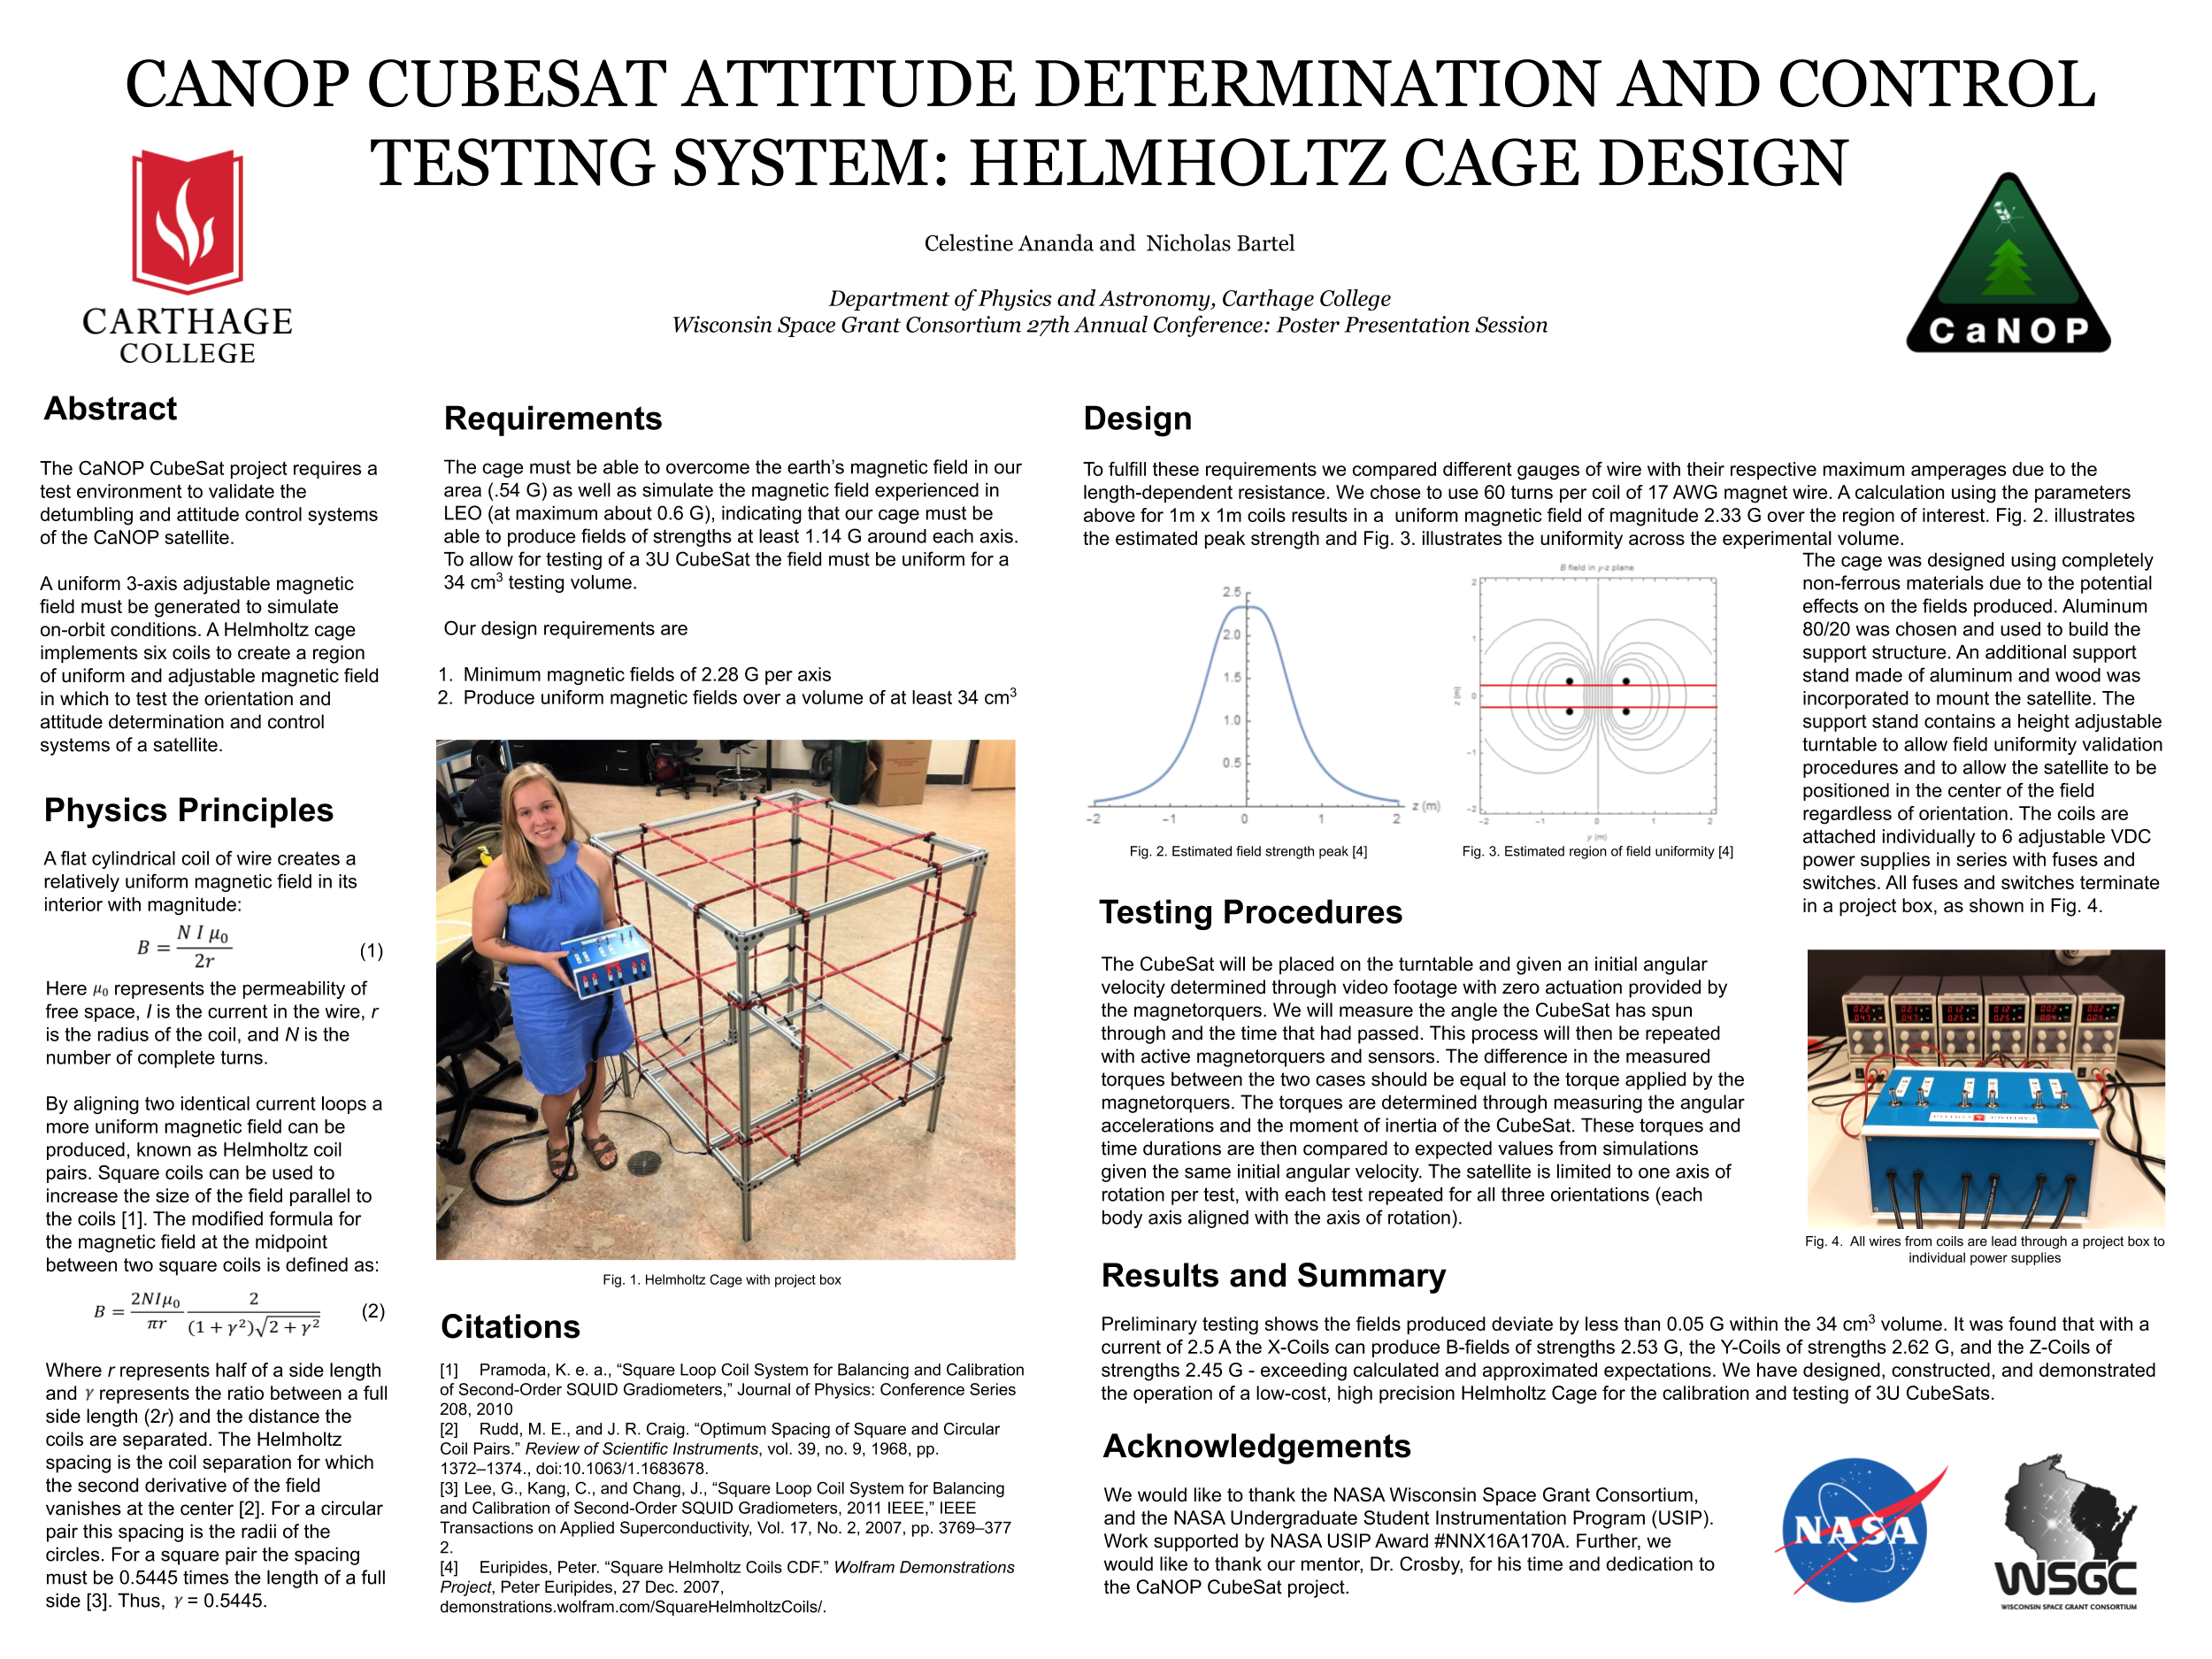 CANOP CUBESAT ATTITUDE DETERMINATION AND CONTROL
TESTING SYSTEM: HELMHOLTZ CAGE DESIGN
CARTHAGE
COLLEGE
Celestine Ananda and Nicholas Bartel
Department of Physics and Astronomy, Carthage College
Wisconsin Space Grant Consortium 27th Annual Conference: Poster Presentation Session
CaNOP
Abstract
The CaNOP CubeSat project requires a
test environment to validate the
detumbling and attitude control systems
of the CaNOP satellite.
A uniform 3-axis adjustable magnetic
field must be generated to simulate
on-orbit conditions. A Helmholtz cage
implements six coils to create a region
of uniform and adjustable magnetic field
in which to test the orientation and
attitude determination and control
systems of a satellite.
Physics Principles
A flat cylindrical coil of wire creates a
relatively uniform magnetic field in its
interior with magnitude:
B = N I μ₀ / 2r (1)
Here μ₀ represents the permeability of
free space, I is the current in the wire, r
is the radius of the coil, and N is the
number of complete turns.
By aligning two identical current loops a
more uniform magnetic field can be
produced, known as Helmholtz coil
pairs. Square coils can be used to
increase the size of the field parallel to
the coils [1]. The modified formula for
the magnetic field at the midpoint
between two square coils is defined as:
B = 2NIμ₀ / πr 2 / (1 + γ²)√(2 + γ²) (2)
Where r represents half of a side length
and γ represents the ratio between a full
side length (2r) and the distance the
coils are separated. The Helmholtz
spacing is the coil separation for which
the second derivative of the field
vanishes at the center [2]. For a circular
pair this spacing is the radii of the
circles. For a square pair the spacing
must be 0.5445 times the length of a full
side [3]. Thus, γ = 0.5445.
Requirements
The cage must be able to overcome the earth's magnetic field in our
area (.54 G) as well as simulate the magnetic field experienced in
LEO (at maximum about 0.6 G), indicating that our cage must be
able to produce fields of strengths at least 1.14 G around each axis.
To allow for testing of a 3U CubeSat the field must be uniform for a
34 cm³ testing volume.
Our design requirements are
1. Minimum magnetic fields of 2.28 G per axis
2. Produce uniform magnetic fields over a volume of at least 34 cm³
Fig. 1. Helmholtz Cage with project box
Citations
[1] Pramoda, K. e. a., “Square Loop Coil System for Balancing and Calibration
of Second-Order SQUID Gradiometers,” Journal of Physics: Conference Series
208, 2010
[2] Rudd, M. E., and J. R. Craig. “Optimum Spacing of Square and Circular
Coil Pairs.” Review of Scientific Instruments, vol. 39, no. 9, 1968, pp.
1372–1374., doi:10.1063/1.1683678.
[3] Lee, G., Kang, C., and Chang, J., “Square Loop Coil System for Balancing
and Calibration of Second-Order SQUID Gradiometers, 2011 IEEE,” IEEE
Transactions on Applied Superconductivity, Vol. 17, No. 2, 2007, pp. 3769–377
2.
[4] Euripides, Peter. “Square Helmholtz Coils CDF.” Wolfram Demonstrations
Project, Peter Euripides, 27 Dec. 2007,
demonstrations.wolfram.com/SquareHelmholtzCoils/.
Design
To fulfill these requirements we compared different gauges of wire with their respective maximum amperages due to the
length-dependent resistance. We chose to use 60 turns per coil of 17 AWG magnet wire. A calculation using the parameters
above for 1m x 1m coils results in a uniform magnetic field of magnitude 2.33 G over the region of interest. Fig. 2. illustrates
the estimated peak strength and Fig. 3. illustrates the uniformity across the experimental volume.
2.5
2.0
1.5
1.0
0.5
-2 -1 0 1 2 z (m)
Fig. 2. Estimated field strength peak [4]
B field in y-z plane
2
1
0
-1
-2
z (m)
-2 -1 0 1 2
y (m)
Fig. 3. Estimated region of field uniformity [4]
The cage was designed using completely
non-ferrous materials due to the potential
effects on the fields produced. Aluminum
80/20 was chosen and used to build the
support structure. An additional support
stand made of aluminum and wood was
incorporated to mount the satellite. The
support stand contains a height adjustable
turntable to allow field uniformity validation
procedures and to allow the satellite to be
positioned in the center of the field
regardless of orientation. The coils are
attached individually to 6 adjustable VDC
power supplies in series with fuses and
switches. All fuses and switches terminate
in a project box, as shown in Fig. 4.
Fig. 4. All wires from coils are lead through a project box to
individual power supplies
Testing Procedures
The CubeSat will be placed on the turntable and given an initial angular
velocity determined through video footage with zero actuation provided by
the magnetorquers. We will measure the angle the CubeSat has spun
through and the time that had passed. This process will then be repeated
with active magnetorquers and sensors. The difference in the measured
torques between the two cases should be equal to the torque applied by the
magnetorquers. The torques are determined through measuring the angular
accelerations and the moment of inertia of the CubeSat. These torques and
time durations are then compared to expected values from simulations
given the same initial angular velocity. The satellite is limited to one axis of
rotation per test, with each test repeated for all three orientations (each
body axis aligned with the axis of rotation).
Results and Summary
Preliminary testing shows the fields produced deviate by less than 0.05 G within the 34 cm³ volume. It was found that with a
current of 2.5 A the X-Coils can produce B-fields of strengths 2.53 G, the Y-Coils of strengths 2.62 G, and the Z-Coils of
strengths 2.45 G - exceeding calculated and approximated expectations. We have designed, constructed, and demonstrated
the operation of a low-cost, high precision Helmholtz Cage for the calibration and testing of 3U CubeSats.
Acknowledgements
We would like to thank the NASA Wisconsin Space Grant Consortium,
and the NASA Undergraduate Student Instrumentation Program (USIP).
Work supported by NASA USIP Award #NNX16A170A. Further, we
would like to thank our mentor, Dr. Crosby, for his time and dedication to
the CaNOP CubeSat project.
NASA
WSGC
WISCONSIN SPACE GRANT CONSORTIUM